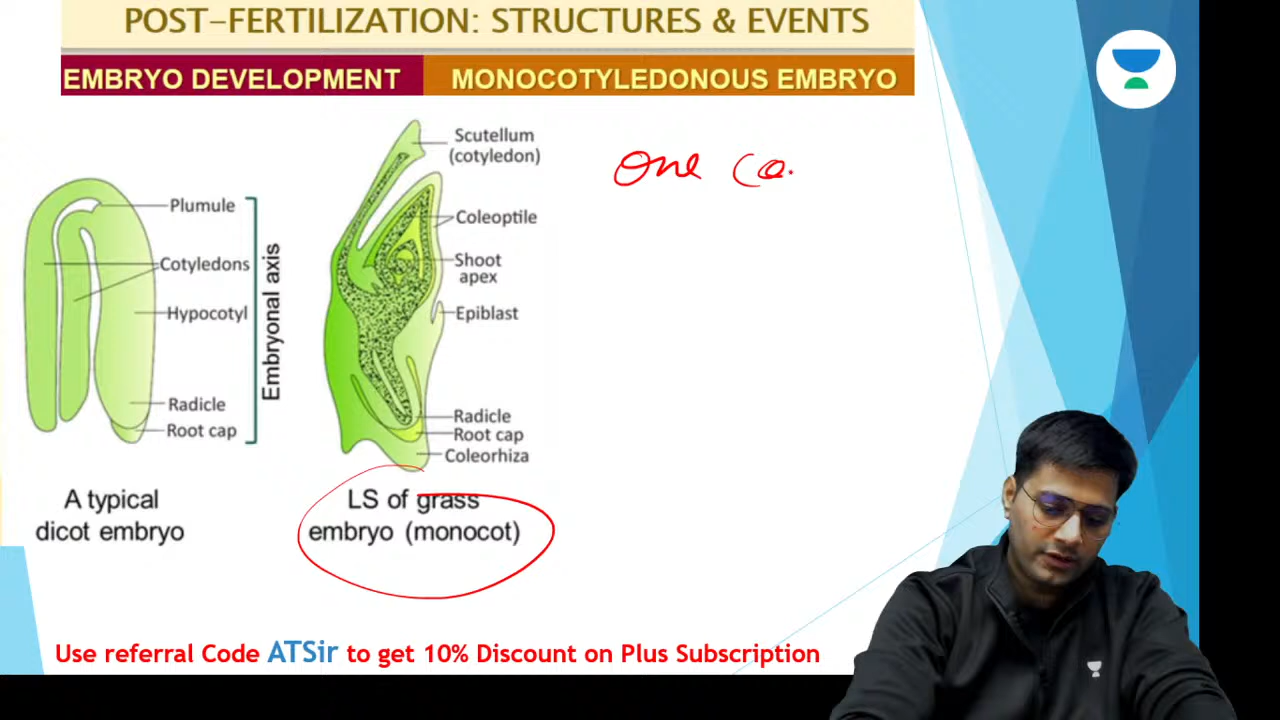 POST-FERTILIZATION: STRUCTURES & EVENTS
EMBRYO DEVELOPMENT
MONOCOTYLEDONOUS EMBRYO
Plumule
Cotyledons
Hypocotyl
Radicle
Root cap
Embryonal axis
A typical
dicot embryo
Scutellum
(cotyledon)
Coleoptile
Shoot
apex
Epiblast
Radicle
Root cap
Coleorhiza
LS of grass
embryo (monocot)
One co
Use referral Code ATSir to get 10% Discount on Plus Subscription